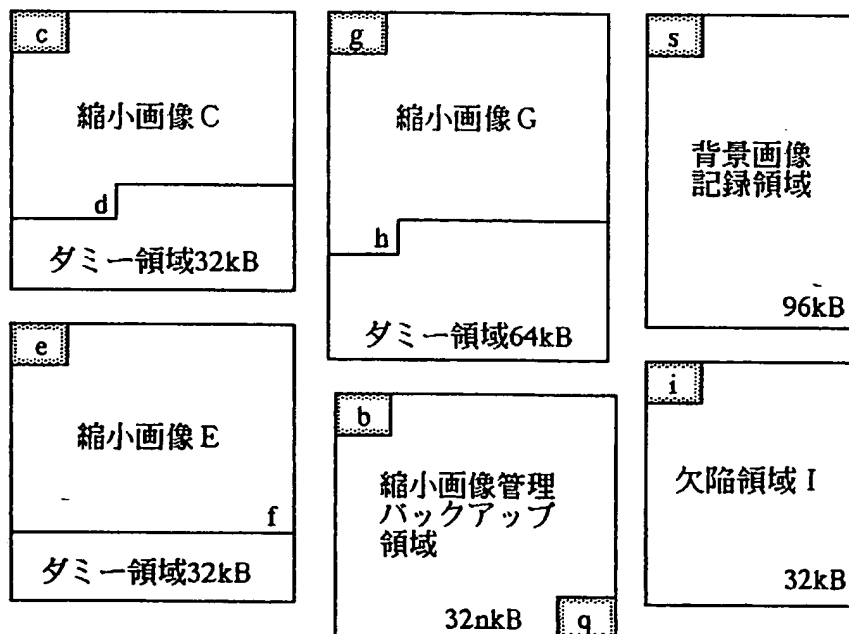 c
縮小画像C
d
ダミー領域32kB
e
縮小画像E
f
ダミー領域32kB
g
縮小画像G
h
ダミー領域64kB
b
縮小画像管理
バックアップ
領域
32nkB
q
s
背景画像
記録領域
96kB
i
欠陥領域I
32kB